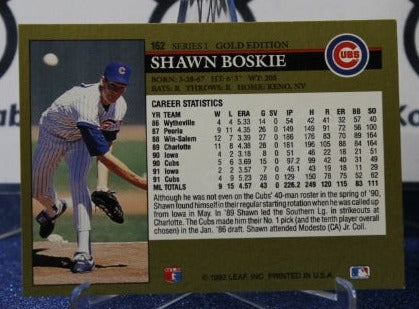 162 SERIES 1 GOLD EDITION
SHAWN BOSKIE
CUBS
BORN: 3-28-67 HT: 6'3" WT: 205
BATS: R THROWS: R HOME: RENO, NV
CAREER STATISTICS
YR TEAM W L ERA G SV IP H R ER BB SO
86 Wytheville 4 4 5.33 14 0 54 42 41 32 57 40
87 Peoria 9 11 4.35 26 0 149 144 91 72 56 100
88 Win-Salem 12 7 3.39 27 0 186 176 83 70 89 164
89 Charlotte 11 8 4.38 28 0 181 196 105 88 84 164
90 Iowa 4 2 3.18 8 0 51 46 22 18 21 51
90 Cubs 5 6 3.69 15 0 97.2 99 42 40 31 49
91 Iowa 2 2 3.57 7 0 45 43 19 18 11 29
91 Cubs 4 9 5.23 28 0 129 150 78 75 52 62
ML TOTALS 9 15 4.57 43 0 226.2 249 120 115 83 111
Although he was not even on the Cubs' 40-man roster in the spring of '90,
Shawn found himself in their regular starting rotation when he was called up
from Iowa in May. In '89 Shawn led the Southern Lg. in strikeouts at
Charlotte. The Cubs made him their No. 1 pick (and the tenth player overall
chosen) in the Jan. '86 draft. Shawn attended Modesto (CA) Jr. Coll.
© 1992 LEAF, INC. PRINTED IN U.S.A.